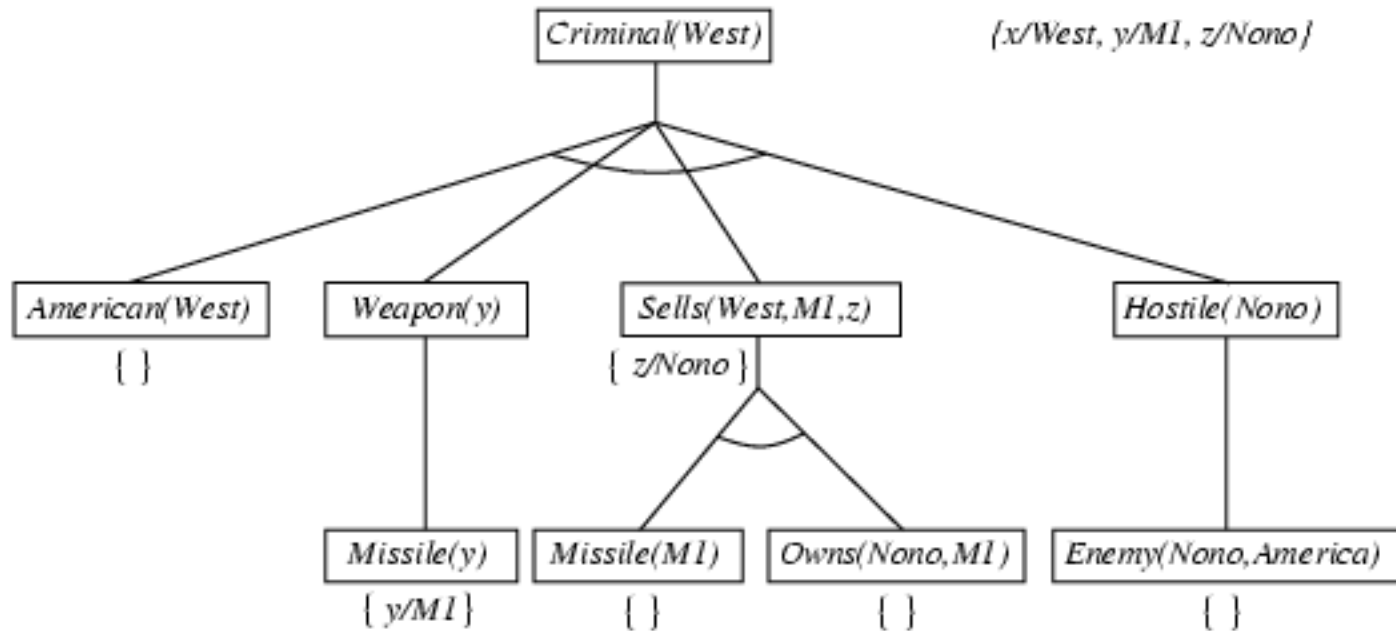 Criminal(West)
{x/West, y/M1, z/Nono}
American(West)
Weapon(y)
Sells(West,M1,z)
Hostile(Nono)
{ }
{ z/Nono }
Missile(y)
Missile(M1)
Owns(Nono,M1)
Enemy(Nono,America)
{ y/M1 }
{ }
{ }
{ }